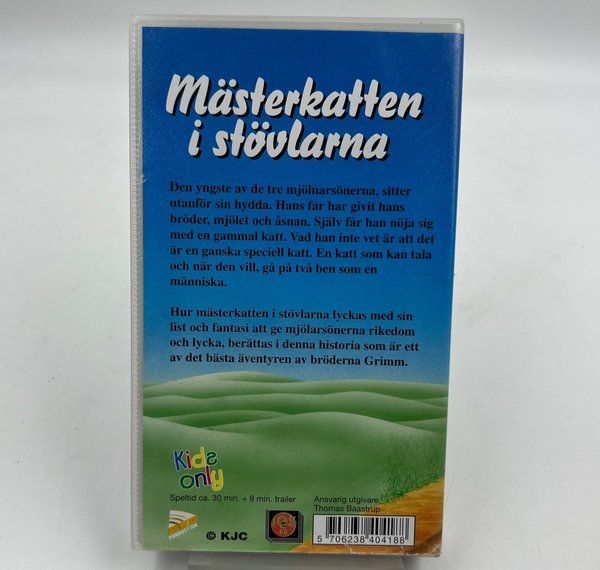 Mästerkatten
i stövlarna
Den yngste av de tre mjölnarsönerna, sitter
utanför sin hydda. Hans far har givit hans
bröder, mjölet och åsnan. Själv får han nöja sig
med en gammal katt. Vad han inte vet är att det
är en ganska speciell katt. En katt som kan tala
och när den vill, gå på två ben som en
människa.
Hur mästerkatten i stövlarna lyckas med sin
list och fantasi att ge mjölarsönerna rikedom
och lycka, berättas i denna historia som är ett
av det bästa äventyren av bröderna Grimm.
Kids
only
Speltid ca. 30 min. + 9 min. trailer
Ansvarig utgivare:
Thomas Baastrup
PRODUCTION
© KJC
5 706238 404188